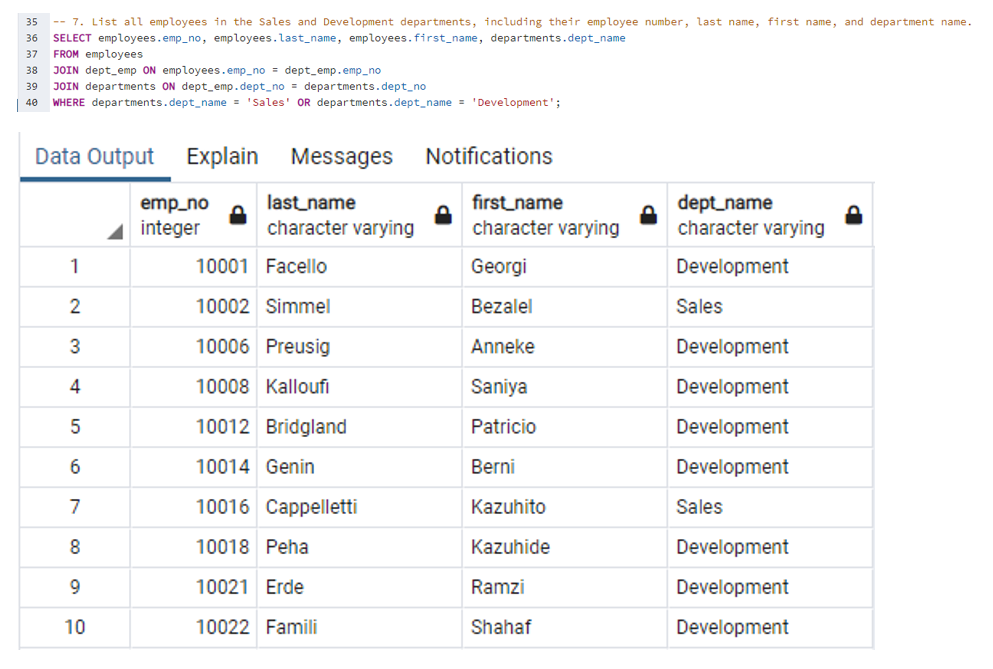 35 -- 7. List all employees in the Sales and Development departments, including their employee number, last name, first name, and department name.
36 SELECT employees.emp_no, employees.last_name, employees.first_name, departments.dept_name
37 FROM employees
38 JOIN dept_emp ON employees.emp_no = dept_emp.emp_no
39 JOIN departments ON dept_emp.dept_no = departments.dept_no
40 WHERE departments.dept_name = 'Sales' OR departments.dept_name = 'Development';
Data Output Explain Messages Notifications
emp_no last_name first_name dept_name
integer character varying character varying character varying
1 10001 Facello Georgi Development
2 10002 Simmel Bezalel Sales
3 10006 Preusig Anneke Development
4 10008 Kalloufi Saniya Development
5 10012 Bridgland Patricio Development
6 10014 Genin Berni Development
7 10016 Cappelletti Kazuhito Sales
8 10018 Peha Kazuhide Development
9 10021 Erde Ramzi Development
10 10022 Famili Shahaf Development